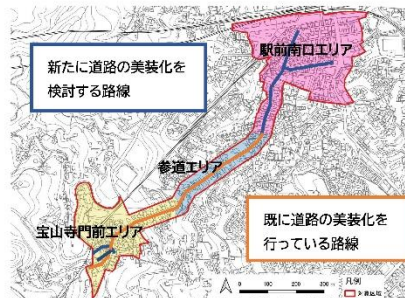 駅前南口エリア
新たに道路の美装化を
検討する路線
参道エリア
宝山寺門前エリア
既に道路の美装化を
行っている路線
凡例